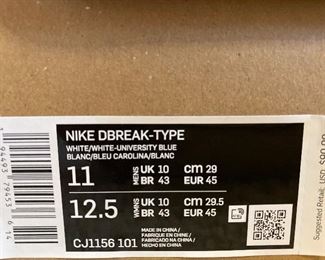 NIKE DBREAK-TYPE
WHITE/WHITE-UNIVERSITY BLUE
BLANC/BLEU CAROLINA/BLANC
11 MENS UK 10 cm 29
BR 43 EUR 45
12.5 WMNS UK 10 cm 29.5
BR 43 EUR 45
CJ1156 101
MADE IN CHINA /
FABRIQUÉ EN CHINE /
FABRICADO NA CHINA /
HECHO EN CHINA
Suggested Retail: USD